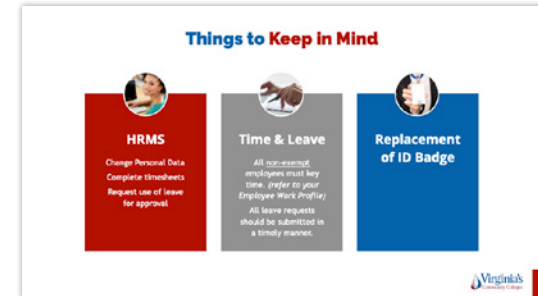 Things to Keep in Mind
HRMS
Change Personal Data
Complete timesheets
Request use of leave
for approval
Time & Leave
All non-exempt
employees must key
time. (refer to your
Employee Work Profile)
All leave requests
should be submitted in
a timely manner.
Replacement
of ID Badge
Virginia's
Community Colleges